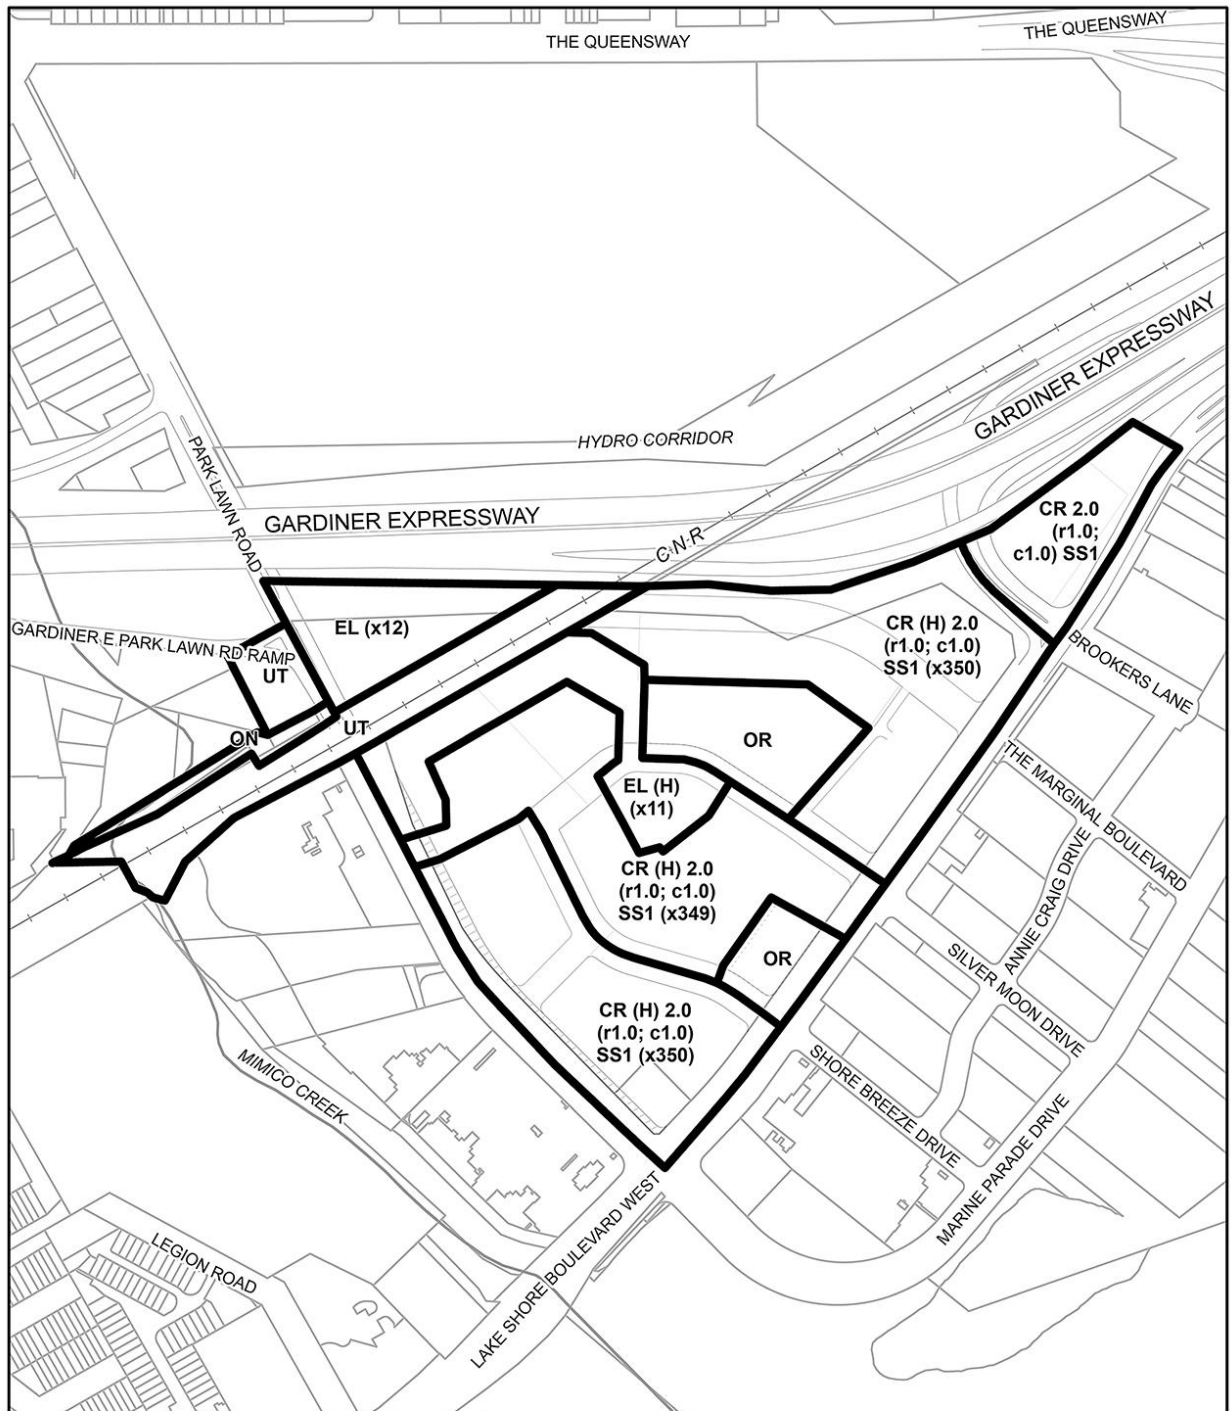 THE QUEENSWAY
THE QUEENSWAY
GARDINER EXPRESSWAY
HYDRO CORRIDOR
PARK LAWN ROAD
GARDINER EXPRESSWAY
C N R
CR 2.0
(r1.0;
c1.0) SS1
EL (x12)
GARDINER E PARK LAWN RD RAMP
UT
CR (H) 2.0
(r1.0; c1.0)
SS1 (x350)
BROOKERS LANE
ON
UT
OR
THE MARGINAL BOULEVARD
EL (H)
(x11)
CR (H) 2.0
(r1.0; c1.0)
SS1 (x349)
ANNIE CRAIG DRIVE
OR
SILVER MOON DRIVE
CR (H) 2.0
(r1.0; c1.0)
SS1 (x350)
MIMICO CREEK
SHORE BREEZE DRIVE
MARINE PARADE DRIVE
LEGION ROAD
LAKE SHORE BOULEVARD WEST